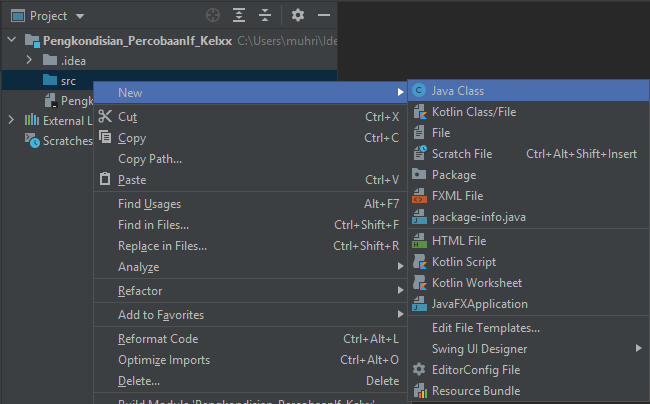 Project
Pengkondisian_PercobaanIf_Kelxx C:\Users\muhri\Ide
.idea
src
Pengk
External L
Scratches
New
Cut Ctrl+X
Copy Ctrl+C
Copy Path...
Paste Ctrl+V
Find Usages Alt+F7
Find in Files... Ctrl+Shift+F
Replace in Files... Ctrl+Shift+R
Analyze
Refactor
Add to Favorites
Reformat Code Ctrl+Alt+L
Optimize Imports Ctrl+Alt+O
Delete... Delete
Build Module 'Pengkondisian_PercobaanIf_Kelxx'
Java Class
Kotlin Class/File
File
Scratch File Ctrl+Alt+Shift+Insert
Package
FXML File
package-info.java
HTML File
Kotlin Script
Kotlin Worksheet
JavaFXApplication
Edit File Templates...
Swing UI Designer
EditorConfig File
Resource Bundle